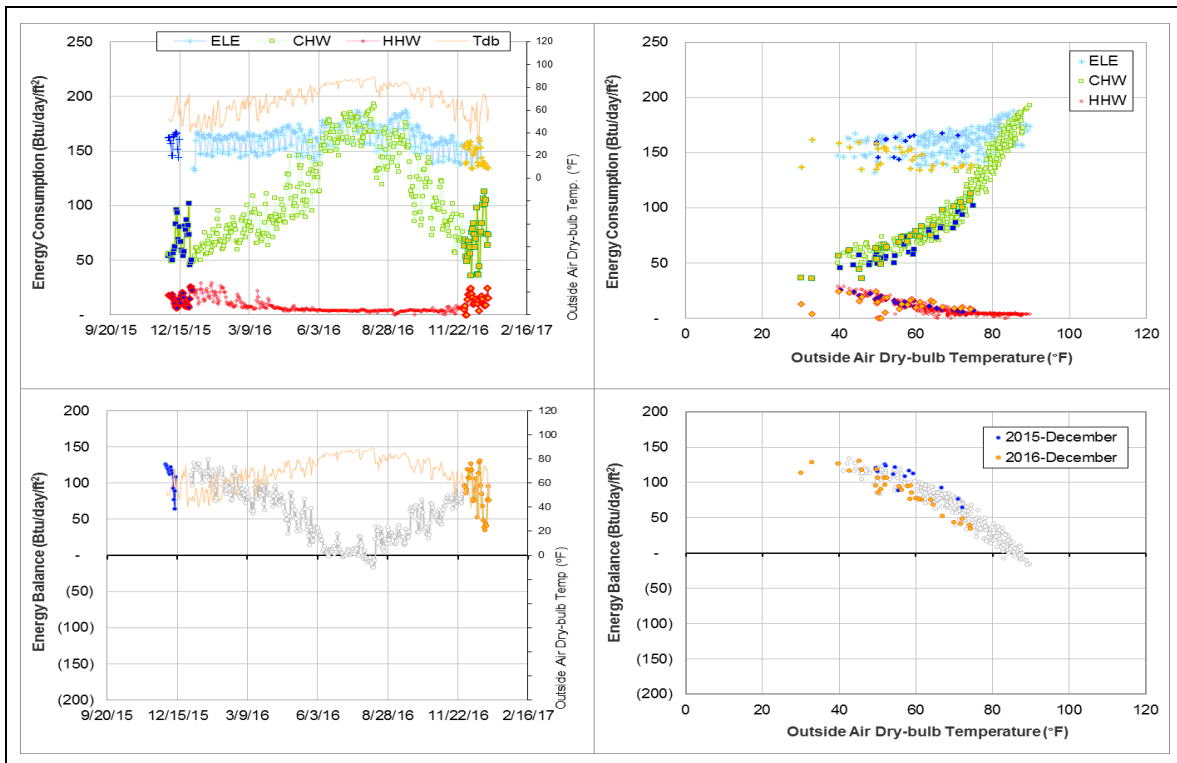 ELE CHW HHW Tdb
Energy Consumption (Btu/day/ft²)
250
200
150
100
50
-
120
100
80
60
40
20
0
Outside Air Dry-bulb Temp. (°F)
9/20/15 12/15/15 3/9/16 6/3/16 8/28/16 11/22/16 2/16/17
Energy Consumption (Btu/day/ft²)
250
200
150
100
50
-
ELE
CHW
HHW
0 20 40 60 80 100 120
Outside Air Dry-bulb Temperature (°F)
Energy Balance (Btu/day/ft²)
200
150
100
50
-
(50)
(100)
(150)
(200)
120
100
80
60
40
20
0
Outside Air Dry-bulb Temp (°F)
9/20/15 12/15/15 3/9/16 6/3/16 8/28/16 11/22/16 2/16/17
Energy Balance (Btu/day/ft²)
200
150
100
50
-
(50)
(100)
(150)
(200)
2015-December
2016-December
0 20 40 60 80 100 120
Outside Air Dry-bulb Temperature (°F)